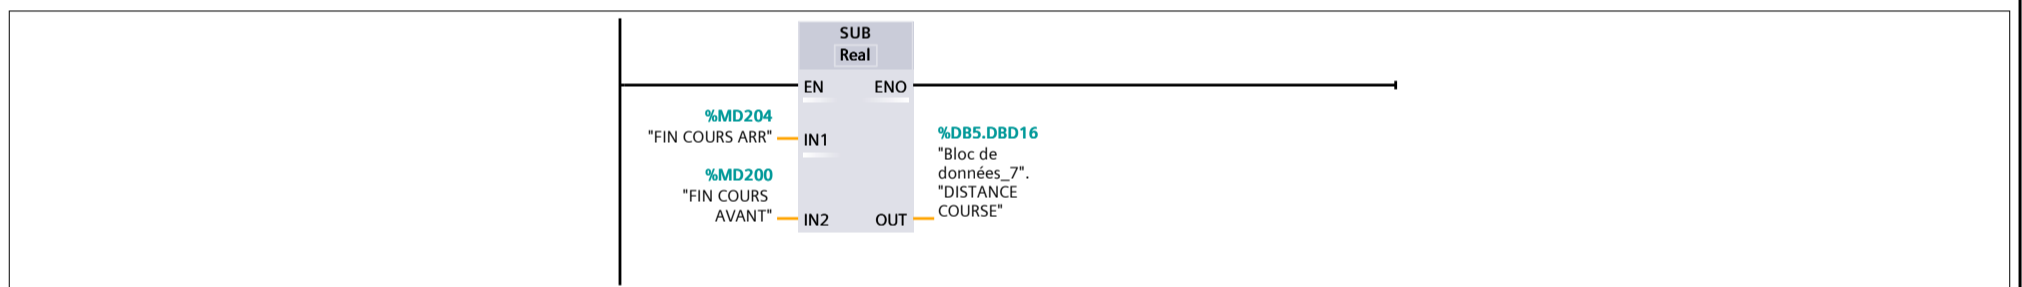 SUB
Real
EN ENO
%MD204
"FIN COURS ARR" IN1
%DB5.DBD16
"Bloc de
données_7".
"DISTANCE
COURSE"
%MD200
"FIN COURS
AVANT" IN2 OUT